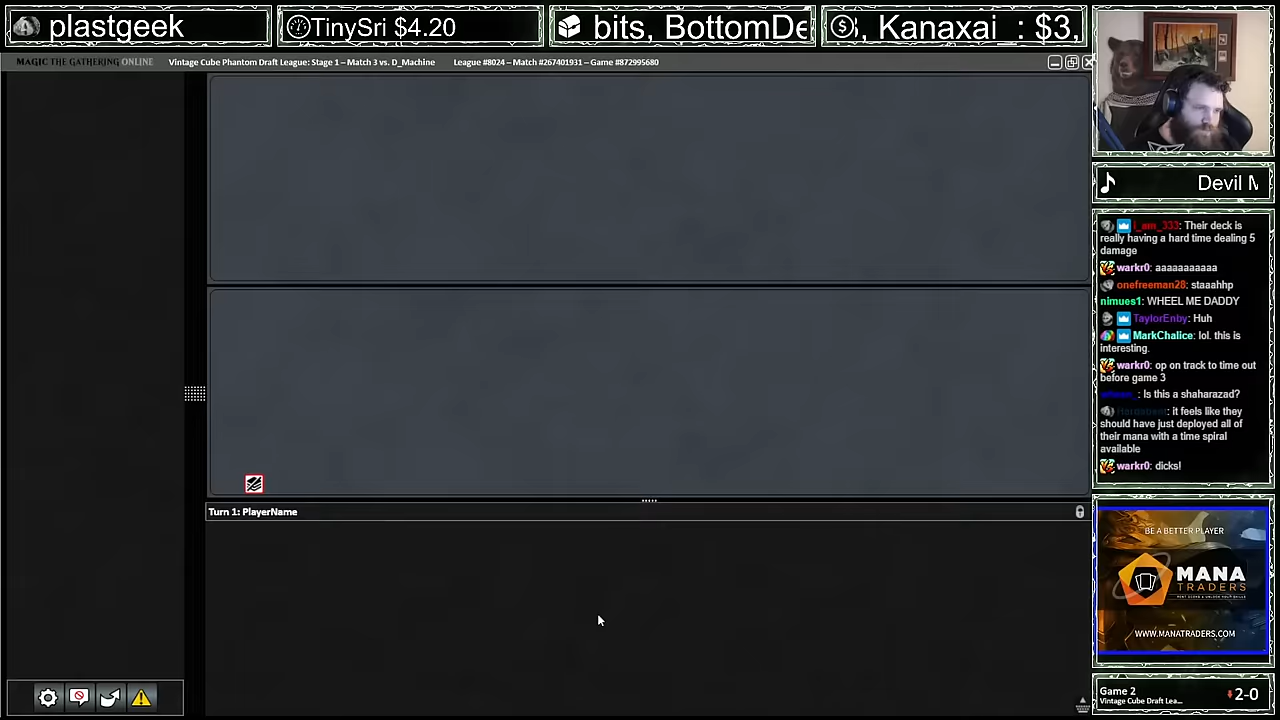 plastgeek
TinySri $4.20
bits, BottomDe
, Kanaxai_: $3,
MAGIC THE GATHERING ONLINE
Vintage Cube Phantom Draft League: Stage 1 – Match 3 vs. D_Machine
League #8024 – Match #267401931 – Game #872995680
Devil M
i_am_333: Their deck is
really having a hard time dealing 5
damage
warkr0: aaaaaaaaaaa
onefreeman28: staaahhp
nimues1: WHEEL ME DADDY
TaylorEnby: Huh
MarkChalice: lol. this is
interesting.
warkr0: op on track to time out
before game 3
: Is this a shaharazad?
: it feels like they
should have just deployed all of
their mana with a time spiral
available
warkr0: dicks!
Turn 1: PlayerName
BE A BETTER PLAYER
MANA
TRADERS
WWW.MANATRADERS.COM
Game 2
Vintage Cube Draft Lea...
2-0